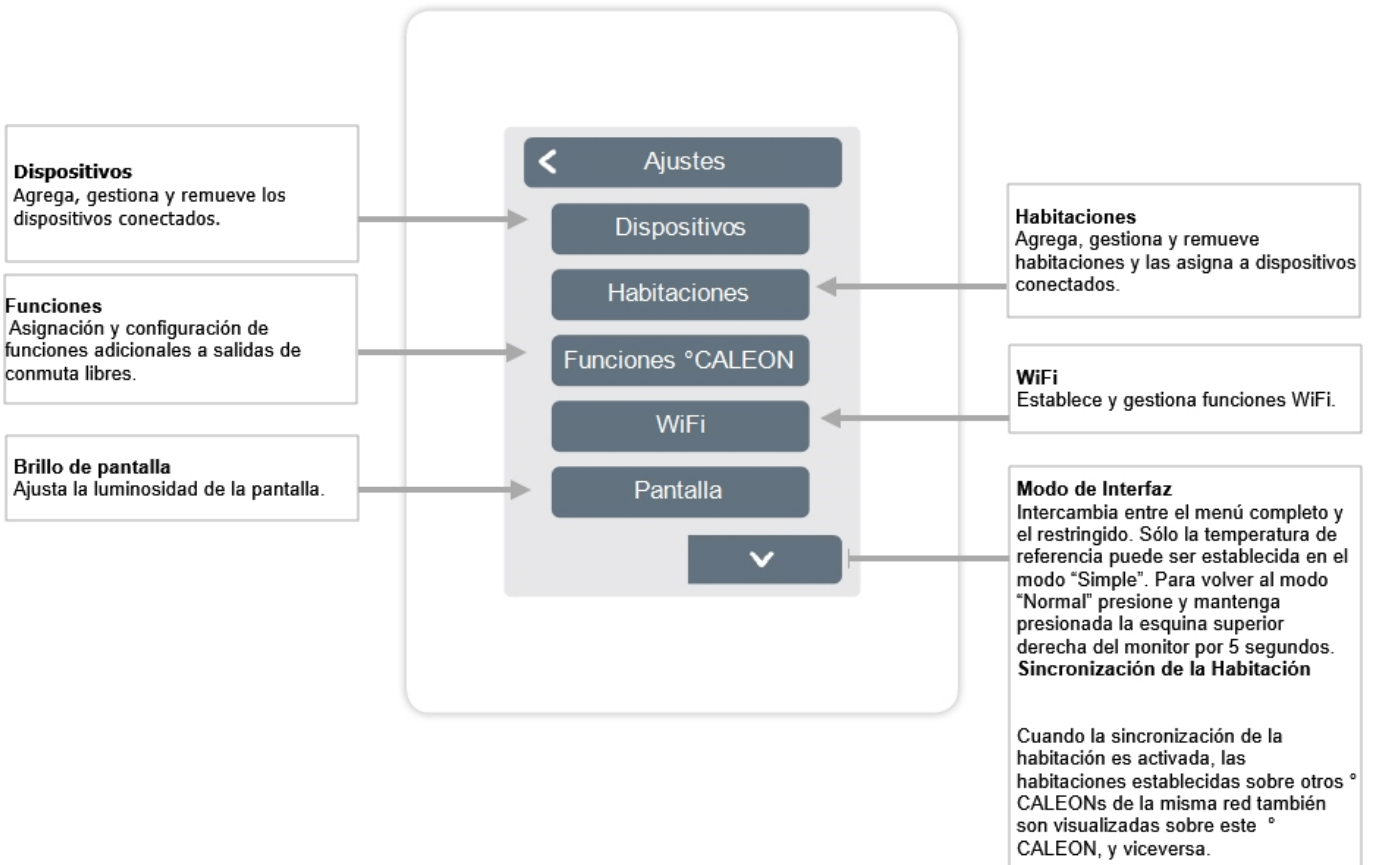 Dispositivos
Agrega, gestiona y remueve los
dispositivos conectados.
Funciones
Asignación y configuración de
funciones adicionales a salidas de
conmuta libres.
Brillo de pantalla
Ajusta la luminosidad de la pantalla.
Ajustes
Dispositivos
Habitaciones
Funciones °CALEON
WiFi
Pantalla
Habitaciones
Agrega, gestiona y remueve
habitaciones y las asigna a dispositivos
conectados.
WiFi
Establece y gestiona funciones WiFi.
Modo de Interfaz
Intercambia entre el menú completo y
el restringido. Sólo la temperatura de
referencia puede ser establecida en el
modo “Simple”. Para volver al modo
“Normal” presione y mantenga
presionada la esquina superior
derecha del monitor por 5 segundos.
Sincronización de la Habitación
Cuando la sincronización de la
habitación es activada, las
habitaciones establecidas sobre otros °
CALEONs de la misma red también
son visualizadas sobre este °
CALEON, y viceversa.